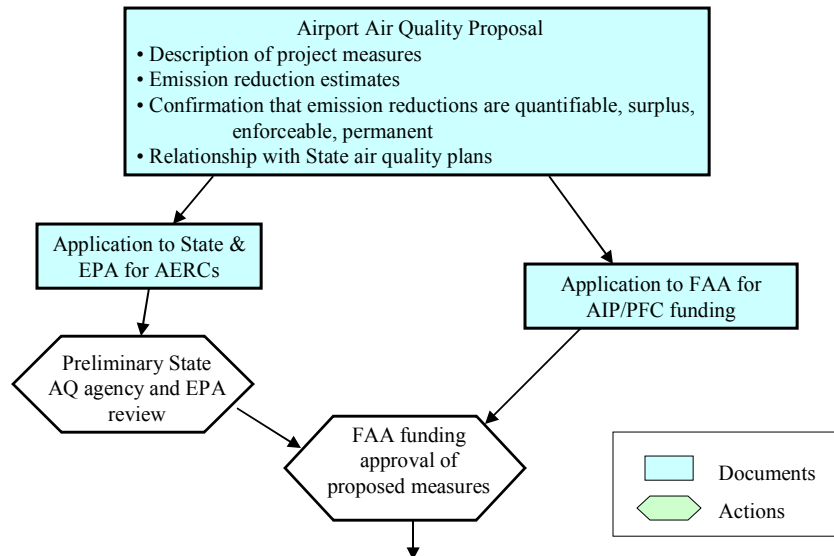 Airport Air Quality Proposal
• Description of project measures
• Emission reduction estimates
• Confirmation that emission reductions are quantifiable, surplus,
enforceable, permanent
• Relationship with State air quality plans
Application to State &
EPA for AERCs
Application to FAA for
AIP/PFC funding
Preliminary State
AQ agency and EPA
review
FAA funding
approval of
proposed measures
Documents
Actions